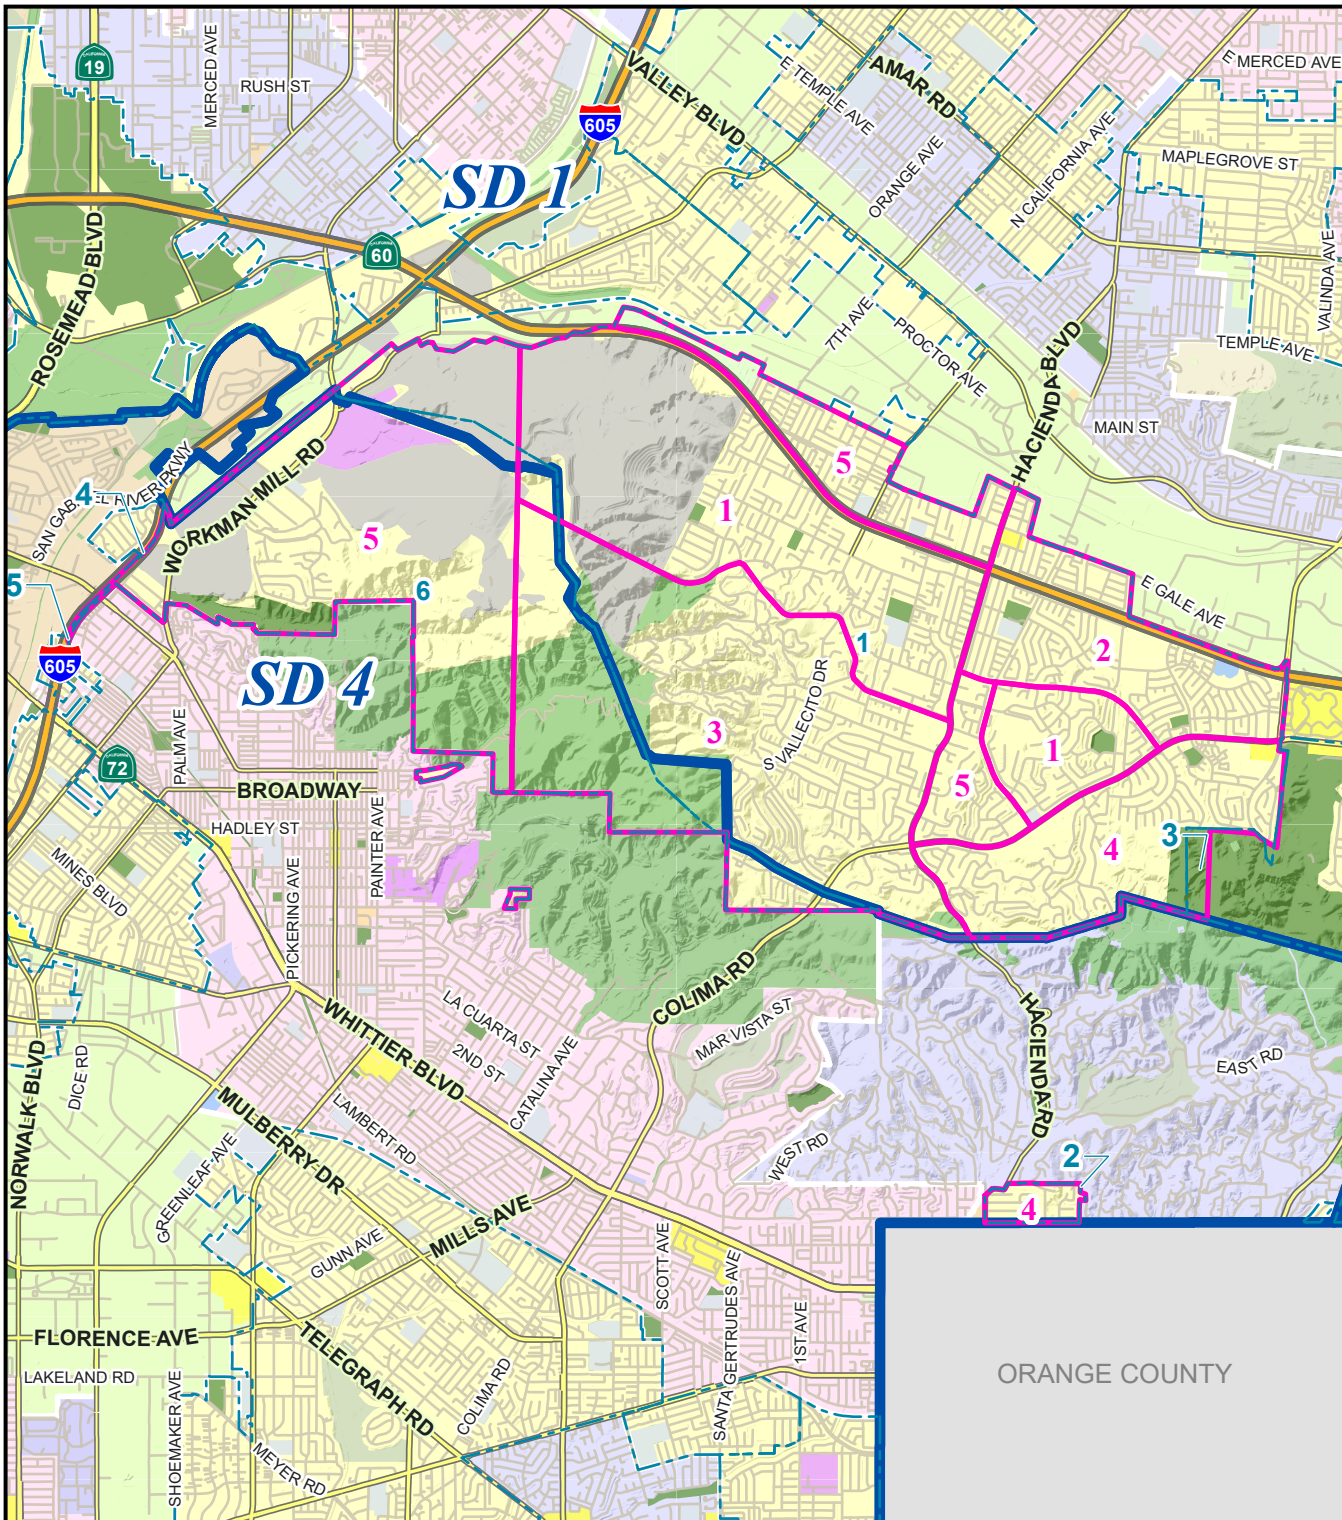 19
MERCED AVE
RUSH ST
VALLEY BLVD
E TEMPLE AVE
AMAR RD
E MERCED AVE
605
ORANGE AVE
N CALIFORNIA AVE
MAPLEGROVE ST
SD 1
CALIFORNIA
60
ROSEMEAD BLVD
VALINDA AVE
7TH AVE
PROCTOR AVE
TEMPLE AVE
HACIENDA BLVD
MAIN ST
SAN GABRIEL RIVER PKWY
WORKMAN MILL RD
4
5
1
5
5
6
E GALE AVE
605
SD 4
1
2
S VALLECITO DR
3
1
PALM AVE
CALIFORNIA
72
BROADWAY
5
HADLEY ST
PAINTER AVE
3
4
MINES BLVD
PICKERING AVE
COLIMA RD
LA CUARTA ST
MAR VISTA ST
WHITTIER BLVD
2ND ST
CATALINA AVE
HACIENDA RD
EAST RD
NORWALK BLVD
DICE RD
MULBERRY DR
LAMBERT RD
WEST RD
2
GREENLEAF AVE
4
GUNN AVE
MILLS AVE
SCOTT AVE
SANTA GERTRUDES AVE
1ST AVE
FLORENCE AVE
TELEGRAPH RD
LAKELAND RD
SHOEMAKER AVE
COLIMA RD
MEYER RD
ORANGE COUNTY